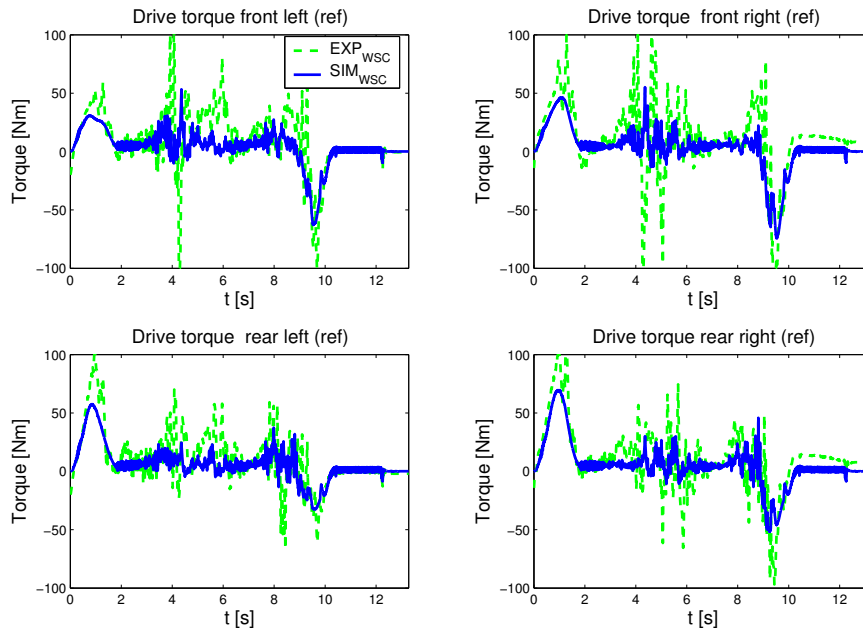 Drive torque front left (ref)
Drive torque  front right (ref)
100
50
0
−50
−100
Torque [Nm]
0 2 4 6 8 10 12
t [s]
EXP_WSC
SIM_WSC
100
50
0
−50
−100
Torque [Nm]
0 2 4 6 8 10 12
t [s]
Drive torque  rear left (ref)
Drive torque rear right (ref)
100
50
0
−50
−100
Torque [Nm]
0 2 4 6 8 10 12
t [s]
100
50
0
−50
−100
Torque [Nm]
0 2 4 6 8 10 12
t [s]